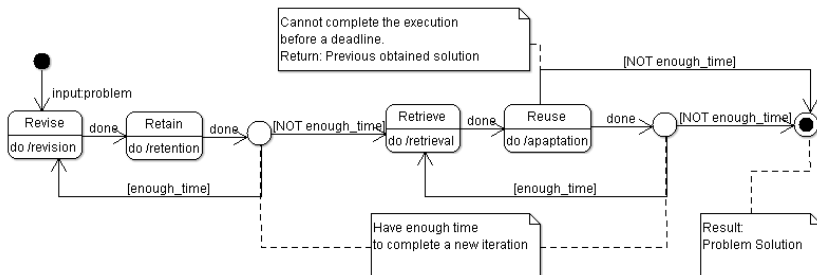 Cannot complete the execution
before a deadline.
Return: Previous obtained solution
[NOT enough_time]
input:problem
Revise
do /revision
done
Retain
do /retention
done
[NOT enough_time]
Retrieve
do /retrieval
done
Reuse
do /apaptation
done
[NOT enough_time]
[enough_time]
[enough_time]
Have enough time
to complete a new iteration
Result:
Problem Solution